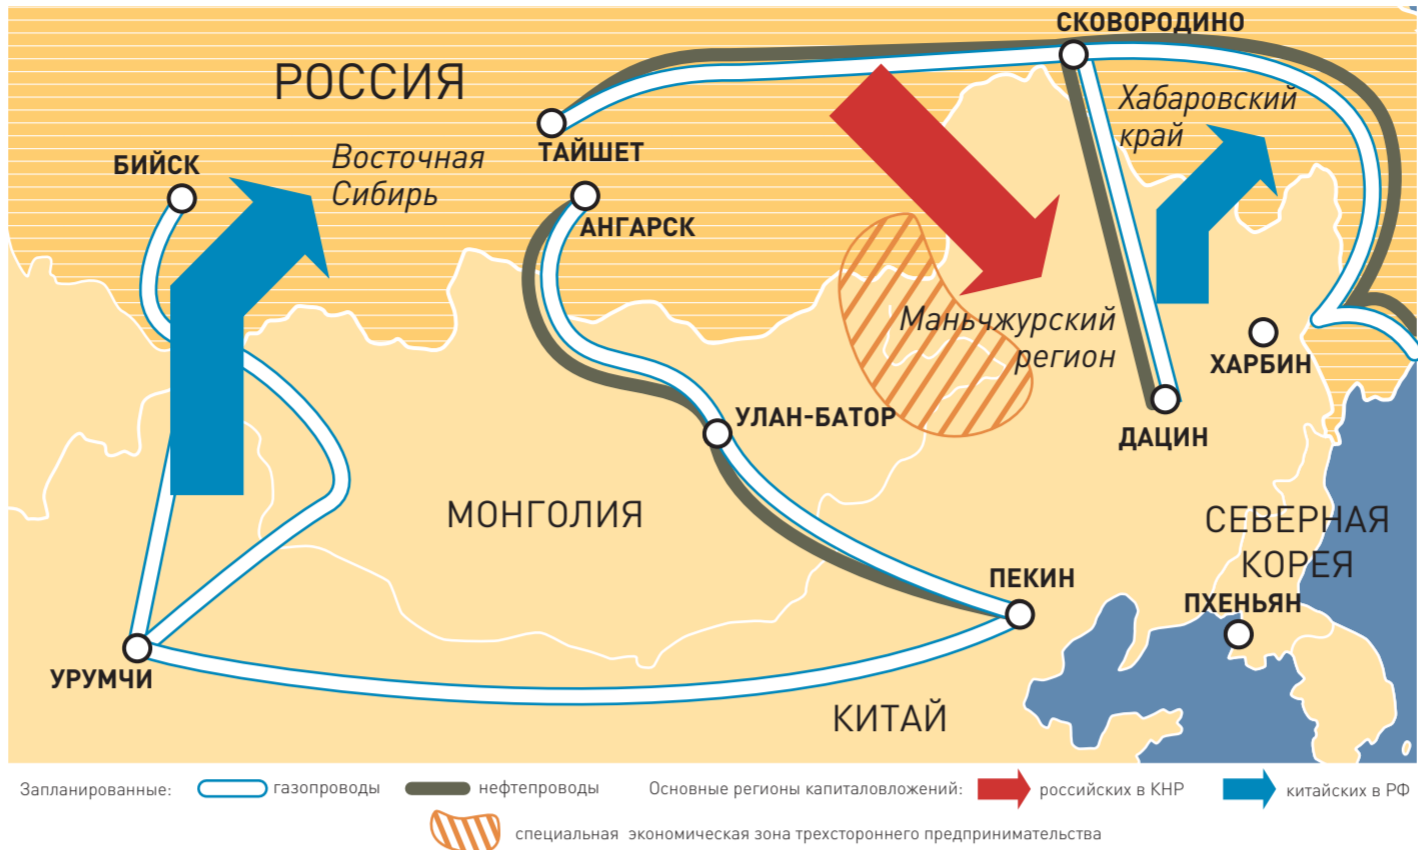 СКОВОРОДИНО
РОССИЯ
Хабаровский
край
ТАЙШЕТ
Восточная
Сибирь
БИЙСК
АНГАРСК
Маньчжурский
регион
ХАРБИН
УЛАН-БАТОР
ДАЦИН
МОНГОЛИЯ
СЕВЕРНАЯ
КОРЕЯ
ПЕКИН
ПХЕНЬЯН
УРУМЧИ
КИТАЙ
Запланированные: газопроводы нефтепроводы Основные регионы капиталовложений: российских в КНР китайских в РФ
специальная экономическая зона трехстороннего предпринимательства